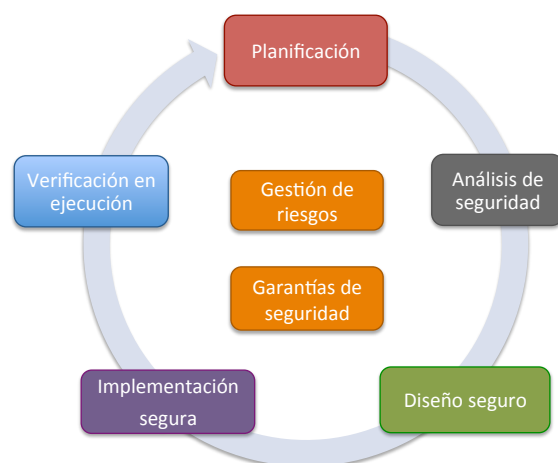 Planificación
Verificación en
ejecución
Gestión de
riesgos
Análisis de
seguridad
Garantías de
seguridad
Implementación
segura
Diseño seguro